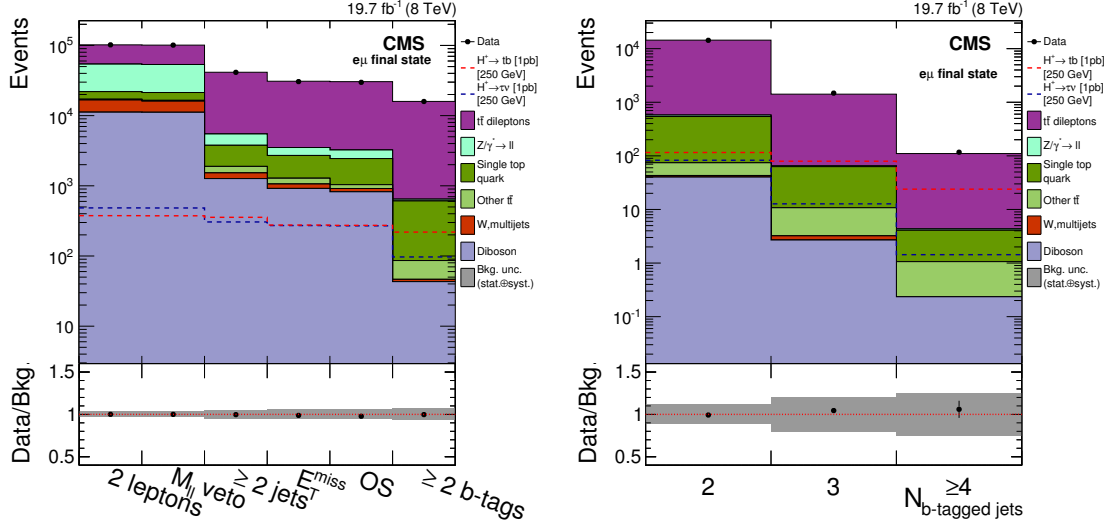 19.7 fb⁻¹ (8 TeV)
Events
10⁵
10⁴
10³
10²
10
CMS
eμ final state
Data
H⁺→ tb [1pb]
[250 GeV]
H⁺→τν [1pb]
[250 GeV]
tt̄ dileptons
Z/γ* → ll
Single top
quark
Other tt̄
W,multijets
Diboson
Bkg. unc.
(stat.⊕syst.)
Data/Bkg.
1.5
1
0.5
2 leptons
M_ll veto
≥ 2 jets
E_T^miss
OS
≥ 2 b-tags
19.7 fb⁻¹ (8 TeV)
Events
10⁴
10³
10²
10
1
10⁻¹
CMS
eμ final state
Data
H⁺→ tb [1pb]
[250 GeV]
H⁺→τν [1pb]
[250 GeV]
tt̄ dileptons
Z/γ* → ll
Single top
quark
Other tt̄
W,multijets
Diboson
Bkg. unc.
(stat.⊕syst.)
Data/Bkg.
1.5
1
0.5
2
3
≥4
N_b-tagged jets